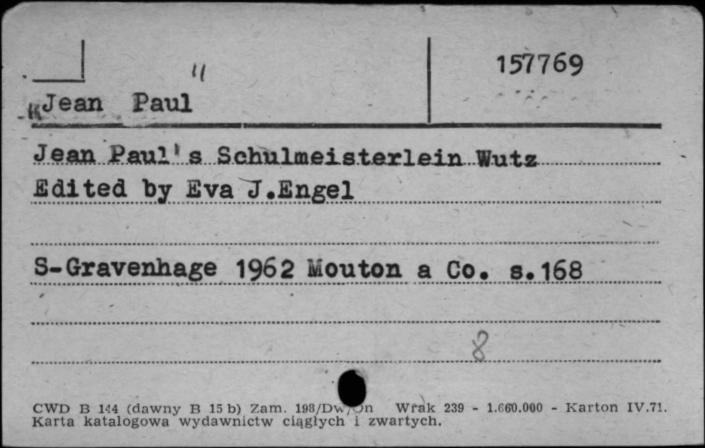 157769
"Jean Paul"
Jean Paul's Schulmeisterlein Wutz
Edited by Eva J.Engel
S-Gravenhage 1962 Mouton a Co. s.168
8
CWD B 144 (dawny B 15 b) Zam. 198/Dw/On Wrak 239 - 1.660.000 - Karton IV.71.
Karta katalogowa wydawnictw ciągłych i zwartych.